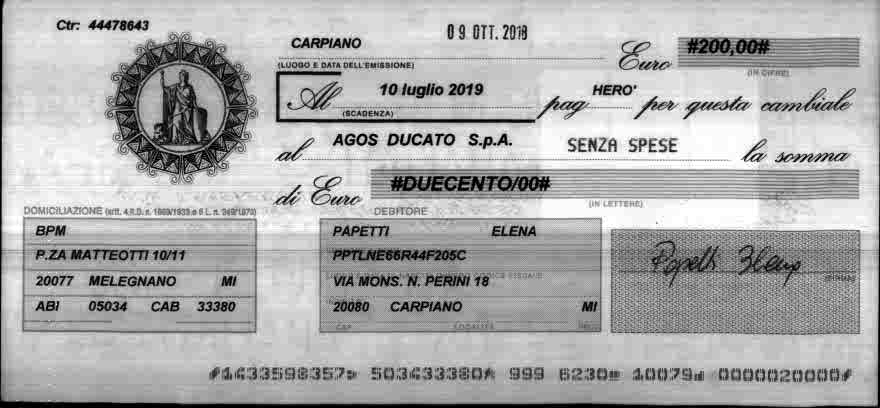 Ctr: 44478643
CARPIANO 09 OTT. 2018
(LUOGO E DATA DELL'EMISSIONE)
Euro #200,00#
(IN CIFRE)
Al 10 luglio 2019 pag HERO' per questa cambiale
(SCADENZA)
al AGOS DUCATO S.p.A. SENZA SPESE la somma
di Euro #DUECENTO/00#
(IN LETTERE)
DOMICILIAZIONE (artt. 4 R.D. n. 1669/1933 e 6 L. n. 349/1973)
BPM
P.ZA MATTEOTTI 10/11
20077 MELEGNANO MI
ABI 05034 CAB 33380
DEBITORE
PAPETTI ELENA
PPTLNE66R44F205C
VIA MONS. N. PERINI 18
20080 CARPIANO MI
CAP LOCALITÀ
Papetti Elena
(FIRMA)
1433598357 503433380 999 6230 10079 0000020000